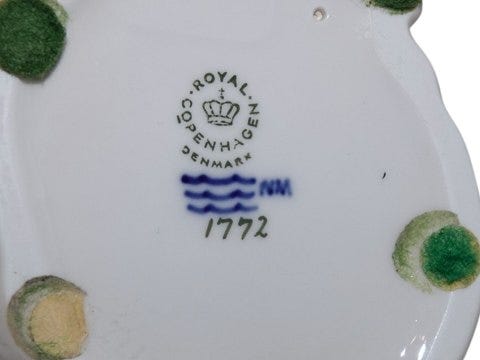 ROYAL
COPENHAGEN
DENMARK
NM
1772